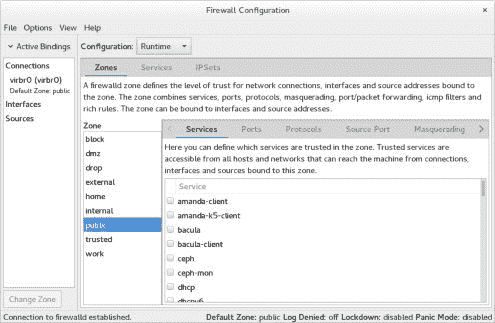 Firewall Configuration
File Options View Help
Active Bindings
Configuration: Runtime
Connections
virbr0 (virbr0)
Default Zone: public
Interfaces
Sources
Change Zone
Zones Services IPSets
A firewalld zone defines the level of trust for network connections, interfaces and source addresses bound to
the zone. The zone combines services, ports, protocols, masquerading, port/packet forwarding, icmp filters and
rich rules. The zone can be bound to interfaces and source addresses.
Zone
block
dmz
drop
external
home
internal
public
trusted
work
Services Ports Protocols Source Port Masquerading
Here you can define which services are trusted in the zone. Trusted services are
accessible from all hosts and networks that can reach the machine from connections,
interfaces and sources bound to this zone.
Service
amanda-client
amanda-k5-client
bacula
bacula-client
ceph
ceph-mon
dhcp
dhcpv6
Connection to firewalld established.
Default Zone: public Log Denied: off Lockdown: disabled Panic Mode: disabled